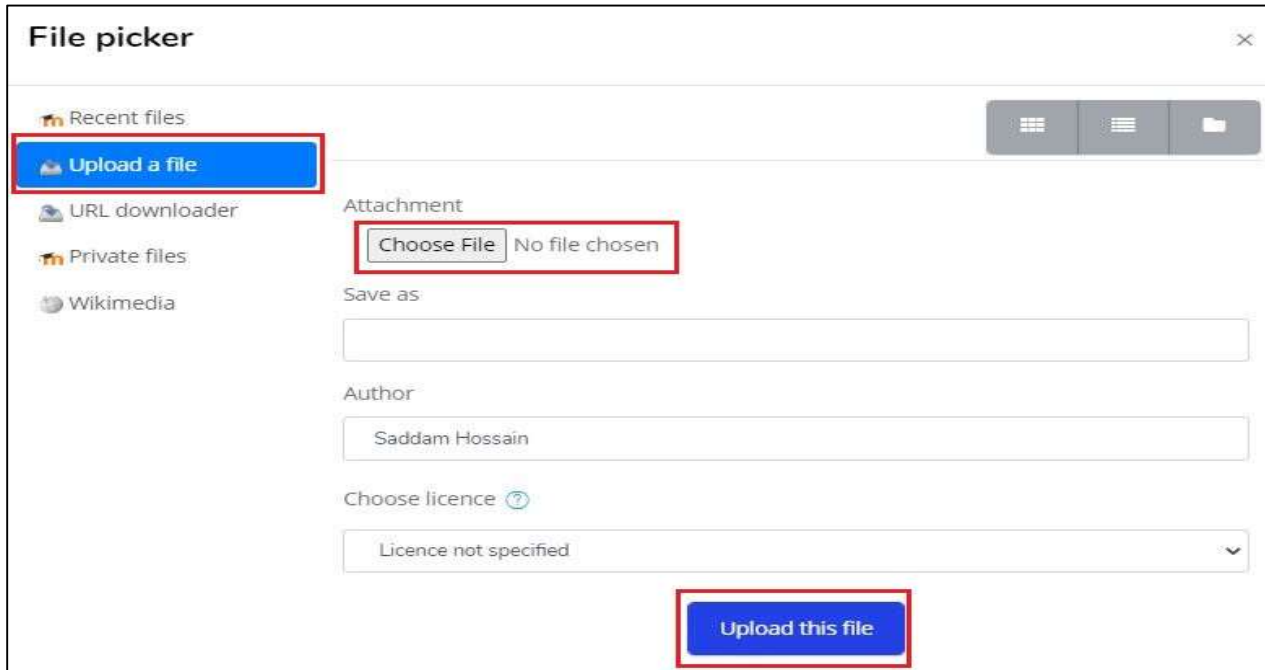 File picker
×
Recent files
Upload a file
URL downloader
Private files
Wikimedia
Attachment
Choose File No file chosen
Save as
Author
Saddam Hossain
Choose licence ?
Licence not specified
Upload this file